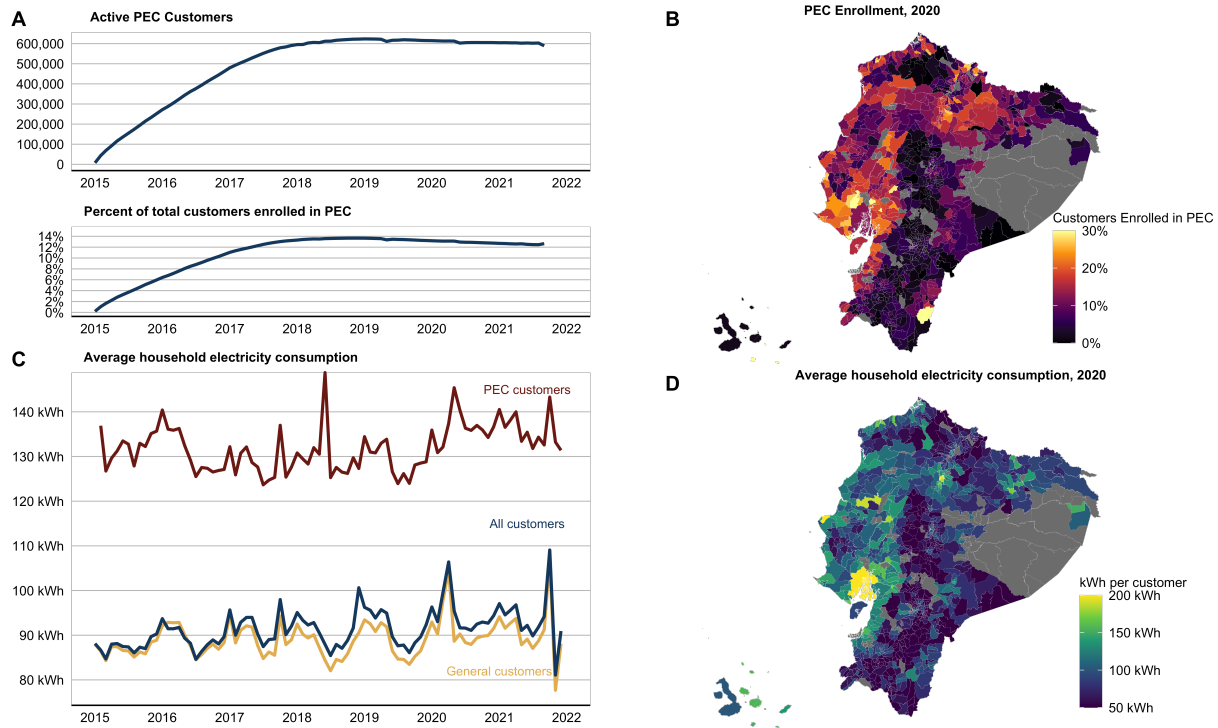 A
Active PEC Customers
600,000
500,000
400,000
300,000
200,000
100,000
0
2015 2016 2017 2018 2019 2020 2021 2022
Percent of total customers enrolled in PEC
14%
12%
10%
8%
6%
4%
2%
0%
2015 2016 2017 2018 2019 2020 2021 2022
C
Average household electricity consumption
PEC customers
140 kWh
130 kWh
120 kWh
All customers
110 kWh
100 kWh
90 kWh
General customers
80 kWh
2015 2016 2017 2018 2019 2020 2021 2022
B
PEC Enrollment, 2020
Customers Enrolled in PEC
30%
20%
10%
0%
D
Average household electricity consumption, 2020
kWh per customer
200 kWh
150 kWh
100 kWh
50 kWh